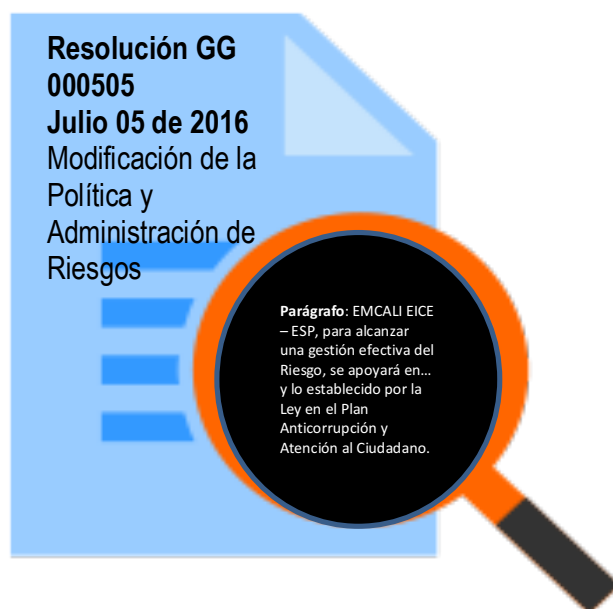 Resolución GG
000505
Julio 05 de 2016
Modificación de la
Política y
Administración de
Riesgos
Parágrafo: EMCALI EICE
– ESP, para alcanzar
una gestión efectiva del
Riesgo, se apoyará en...
y lo establecido por la
Ley en el Plan
Anticorrupción y
Atención al Ciudadano.